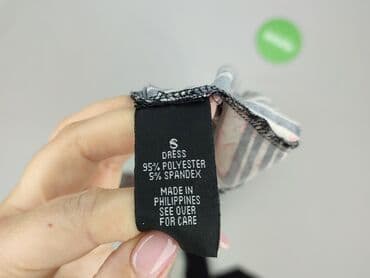 S
DRESS
95% POLYESTER
5% SPANDEX
MADE IN
PHILIPPINES
SEE OVER
FOR CARE